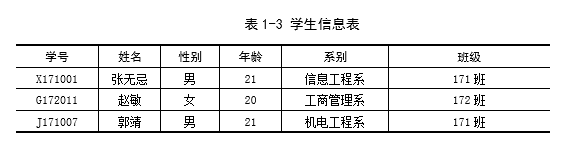 表 1-3 学生信息表
学号 姓名 性别 年龄 系别 班级
X171001 张无忌 男 21 信息工程系 171 班
G172011 赵敏 女 20 工商管理系 172 班
J171007 郭靖 男 21 机电工程系 171 班